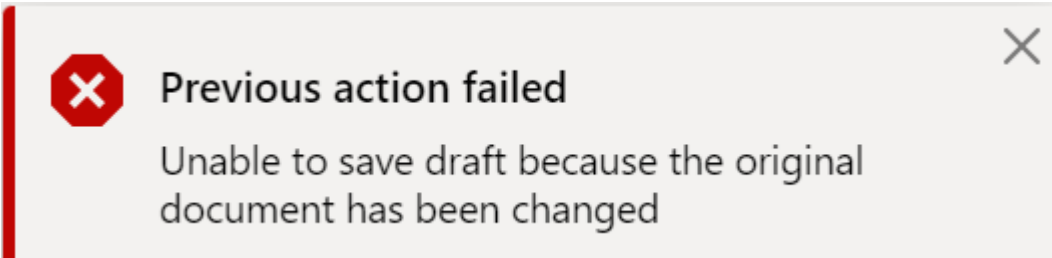 Previous action failed
Unable to save draft because the original
document has been changed